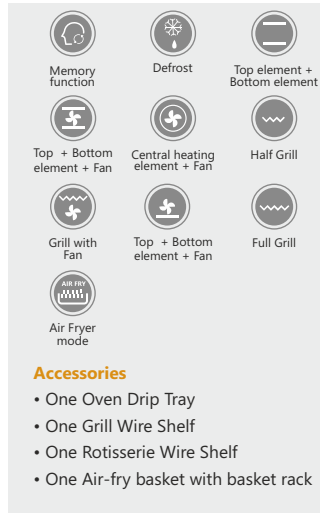 Memory
function
Defrost
Top element +
Bottom element
Top + Bottom
element + Fan
Central heating
element + Fan
Half Grill
Grill with
Fan
Top + Bottom
element + Fan
Full Grill
AIR FRY
Air Fryer
mode
Accessories
• One Oven Drip Tray
• One Grill Wire Shelf
• One Rotisserie Wire Shelf
• One Air-fry basket with basket rack